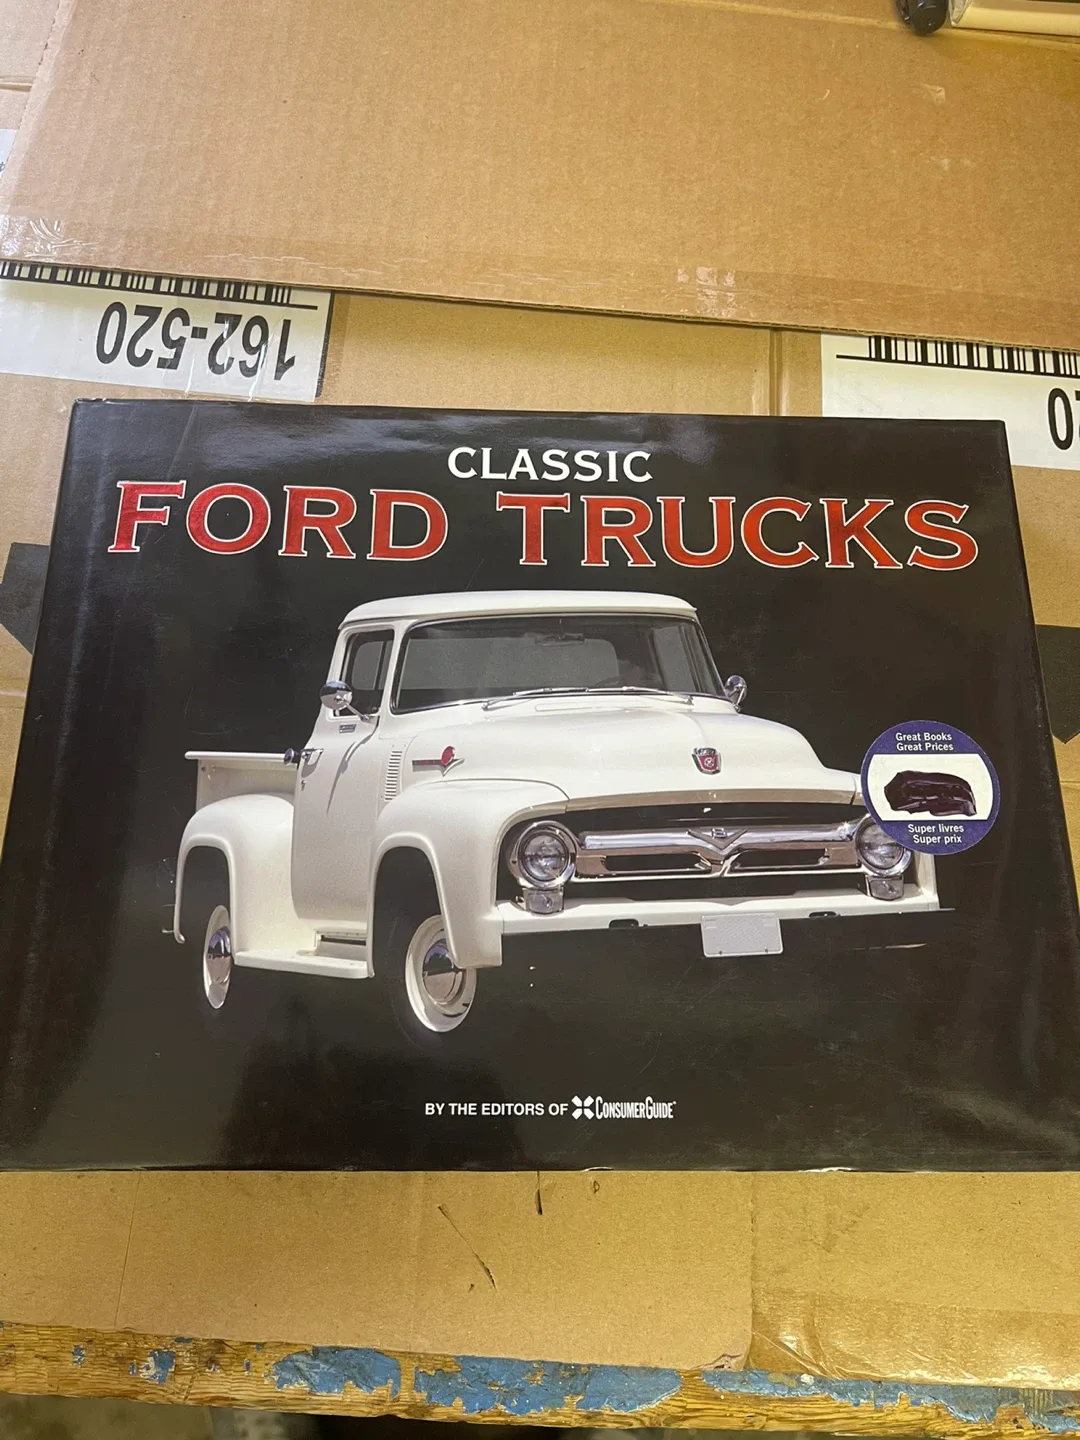 162-520
CLASSIC
FORD TRUCKS
Great Books
Great Prices
Super livres
Super prix
BY THE EDITORS OF CONSUMER GUIDE®